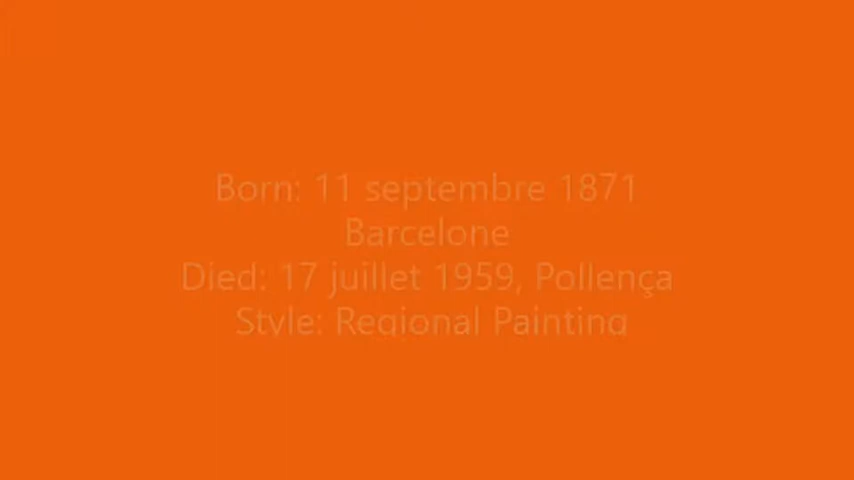 Born: 11 septembre 1871
Barcelone
Died: 17 juillet 1959, Pollença
Style: Regional Painting